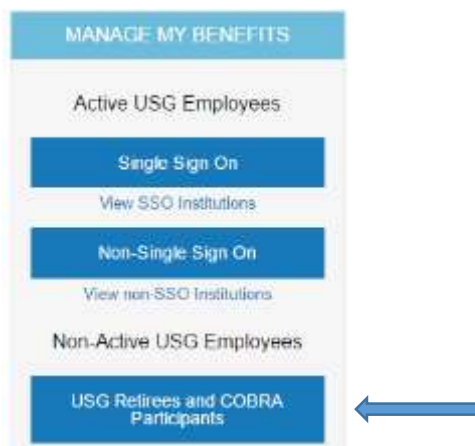 MANAGE MY BENEFITS
Active USG Employees
Single Sign On
View SSO Institutions
Non-Single Sign On
View non-SSO Institutions
Non-Active USG Employees
USG Retirees and COBRA
Participants